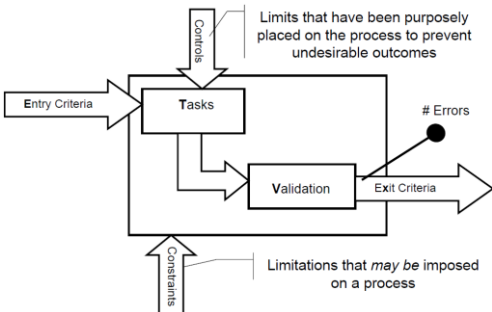 Limits that have been purposely
placed on the process to prevent
undesirable outcomes
Controls
Entry Criteria
Tasks
# Errors
Validation
Exit Criteria
Constraints
Limitations that may be imposed
on a process